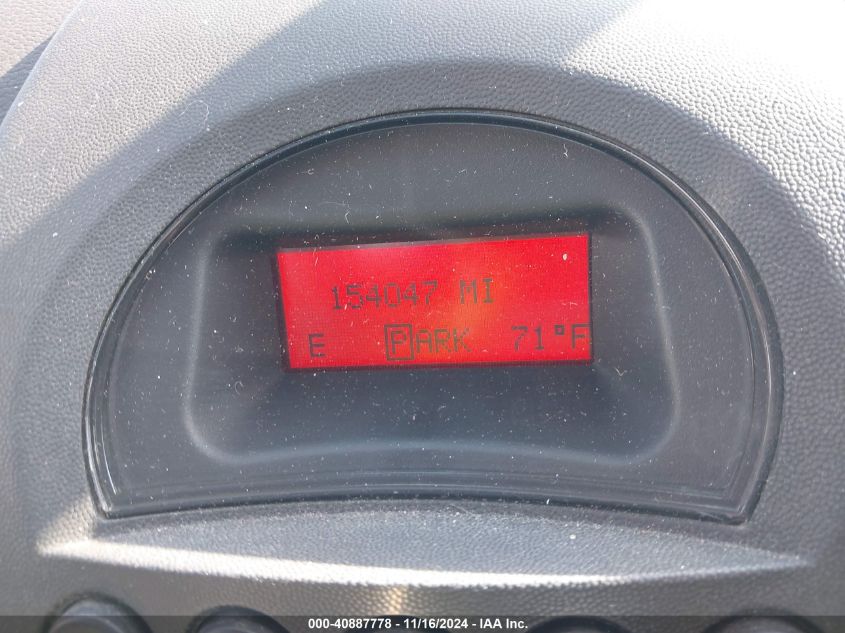 154047 MI
E PARK 71°F
000-40887778 - 11/16/2024 - IAA Inc.